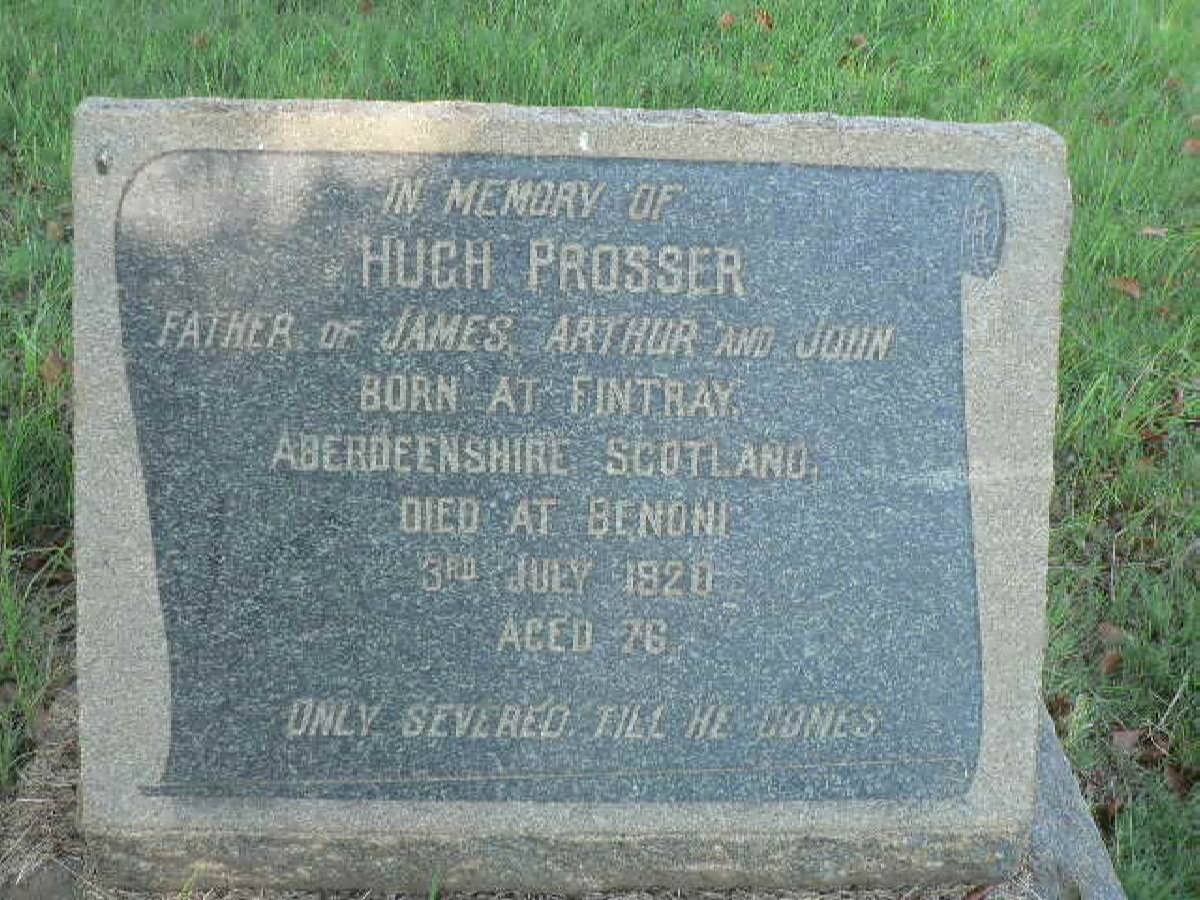 IN MEMORY OF
HUGH PROSSER
FATHER OF JAMES, ARTHUR AND JOHN
BORN AT FINTRAY,
ABERDEENSHIRE SCOTLAND,
DIED AT BENONI
3RD JULY 1920
AGED 76.
ONLY SEVERED TILL HE COMES